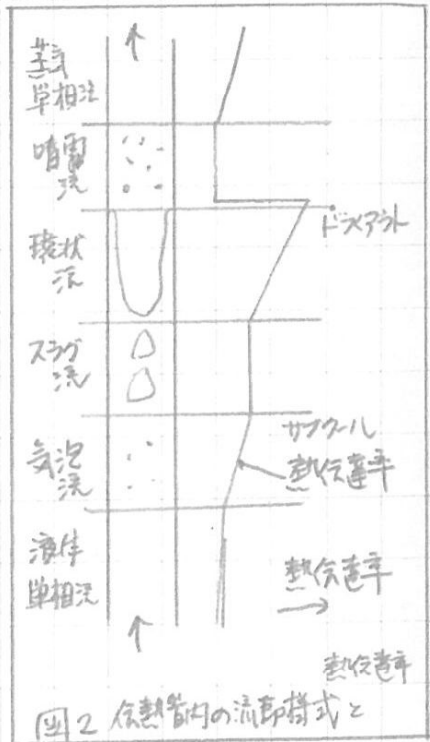 蒸気
単相流
噴霧
流
ドライアウト
環状
流
スラグ
流
サブクール
熱伝達率
気泡
流
液体
単相流
熱伝達率
熱伝達率
図2 伝熱管内の流動様式と